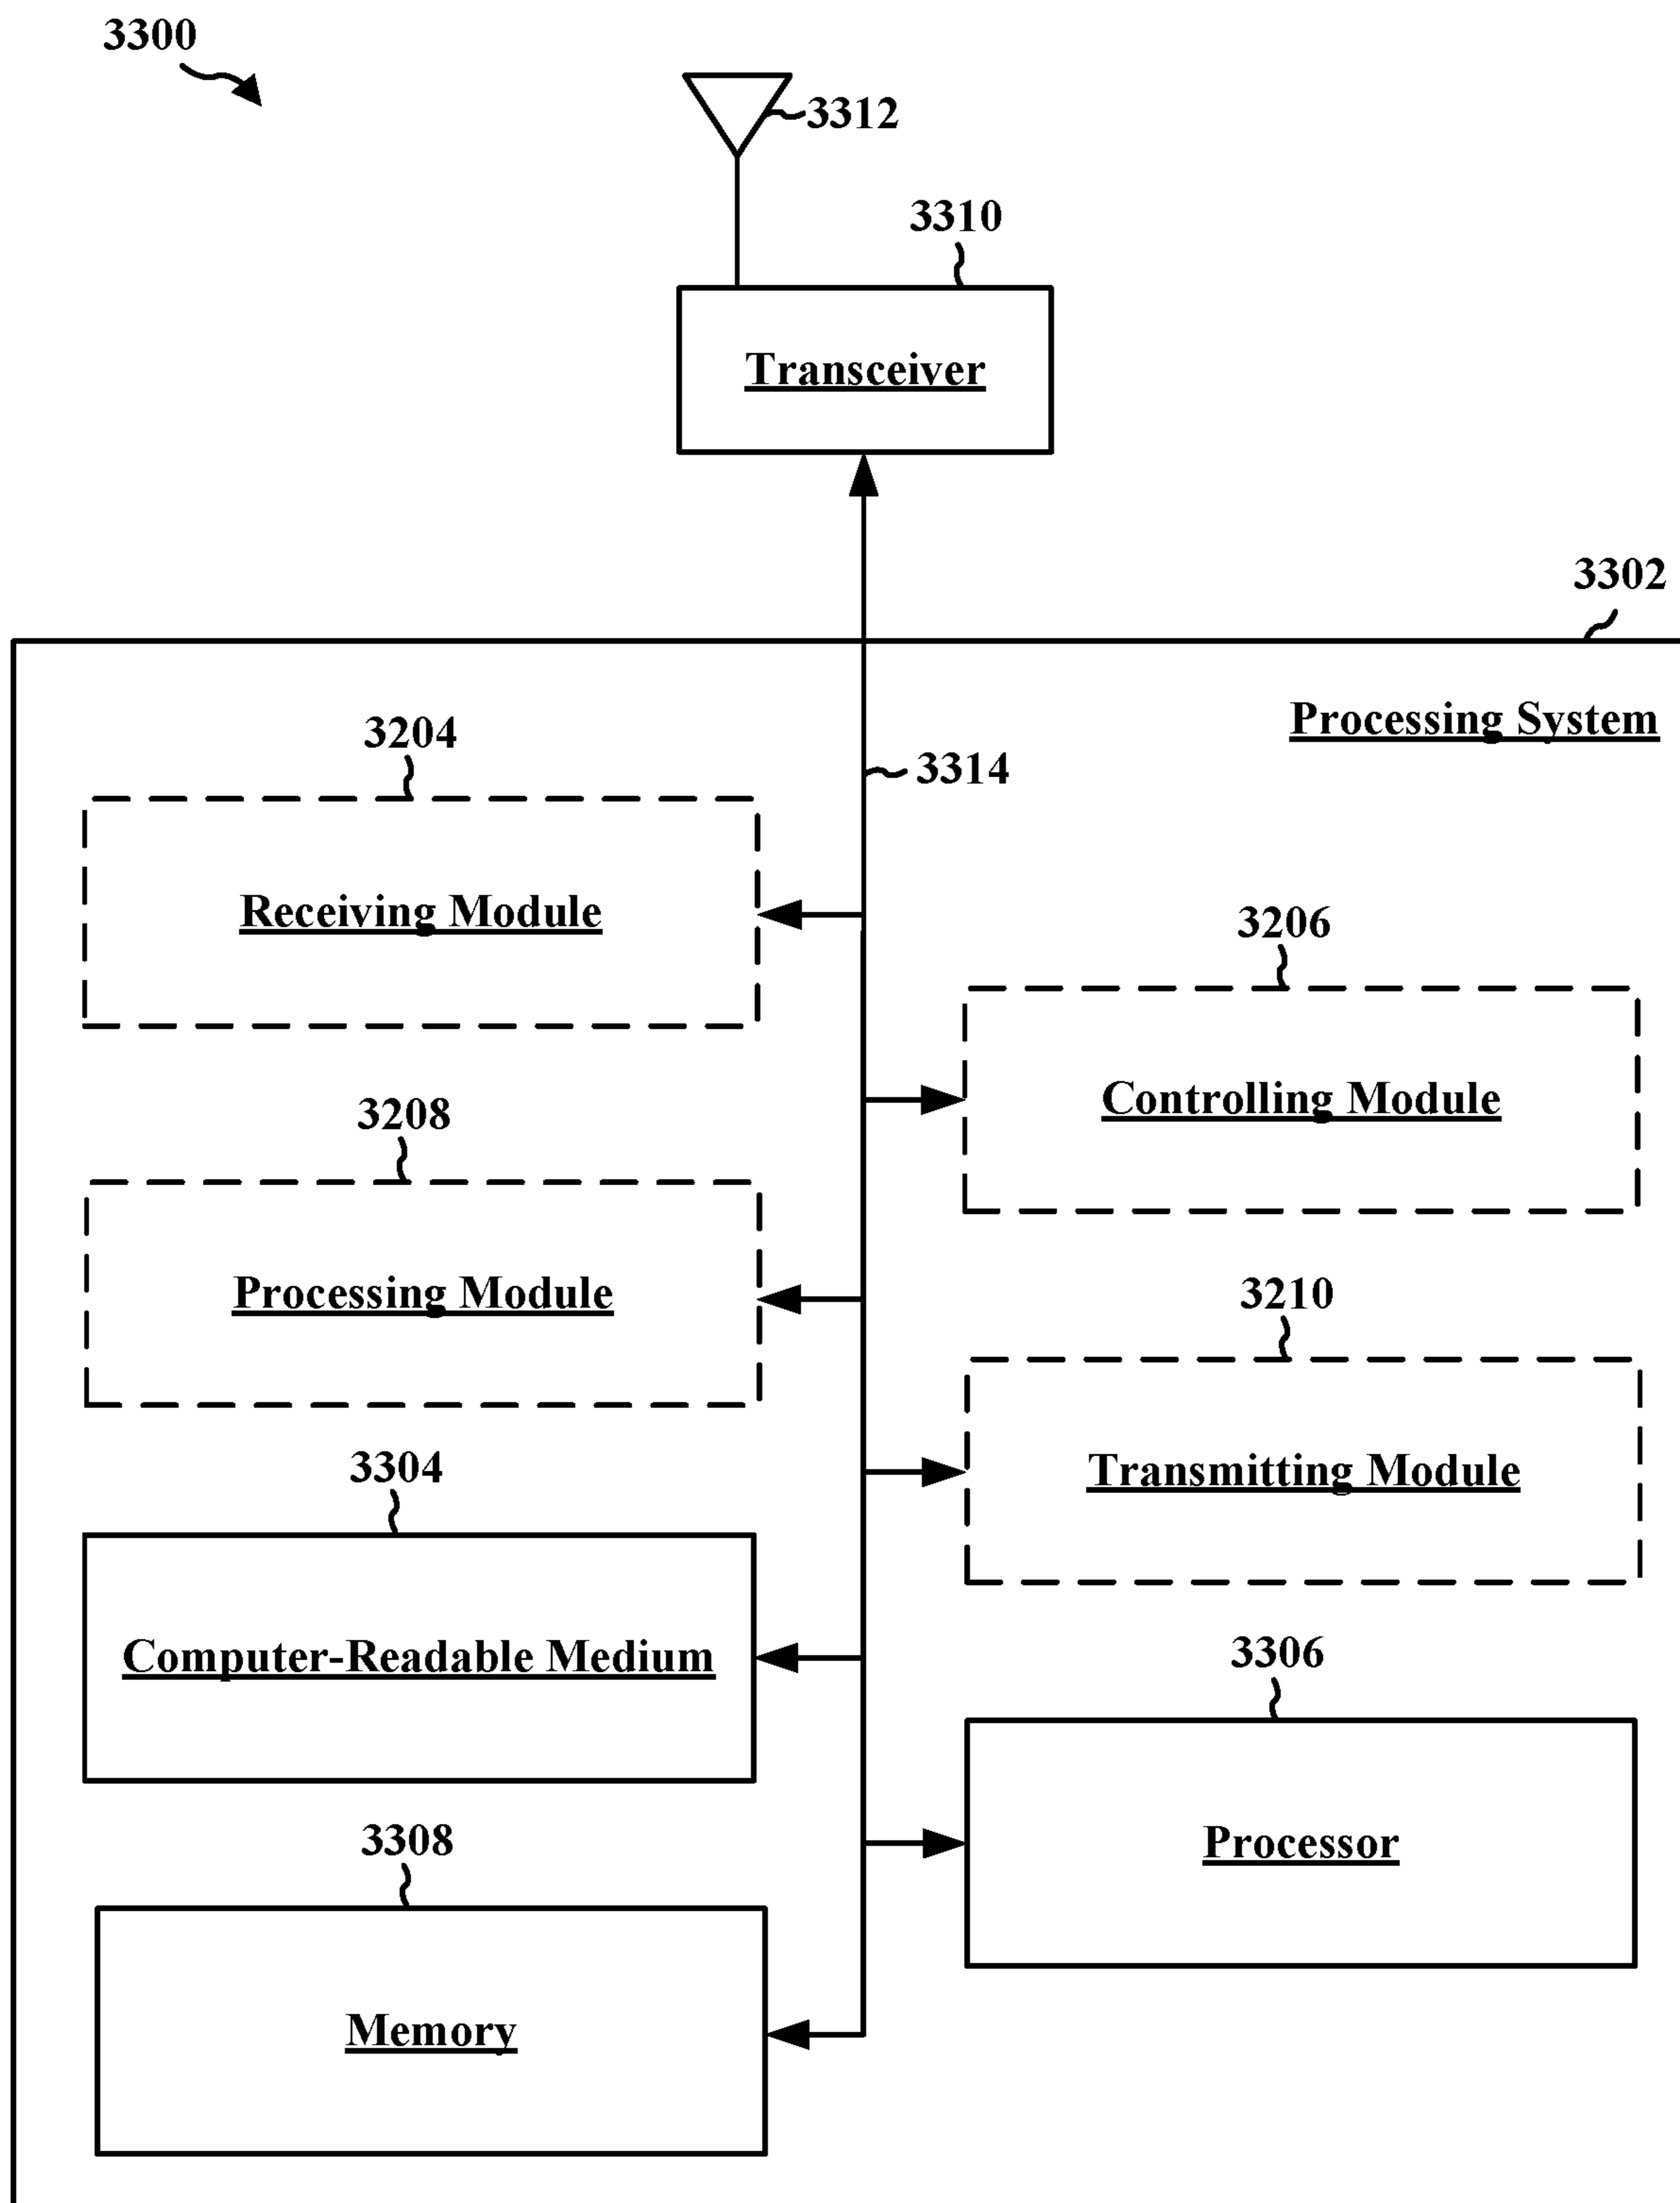 3300
3312
3310
Transceiver
3302
Processing System
3204
3314
Receiving Module
3206
Controlling Module
3208
Processing Module
3210
Transmitting Module
3304
Computer-Readable Medium
3306
Processor
3308
Memory